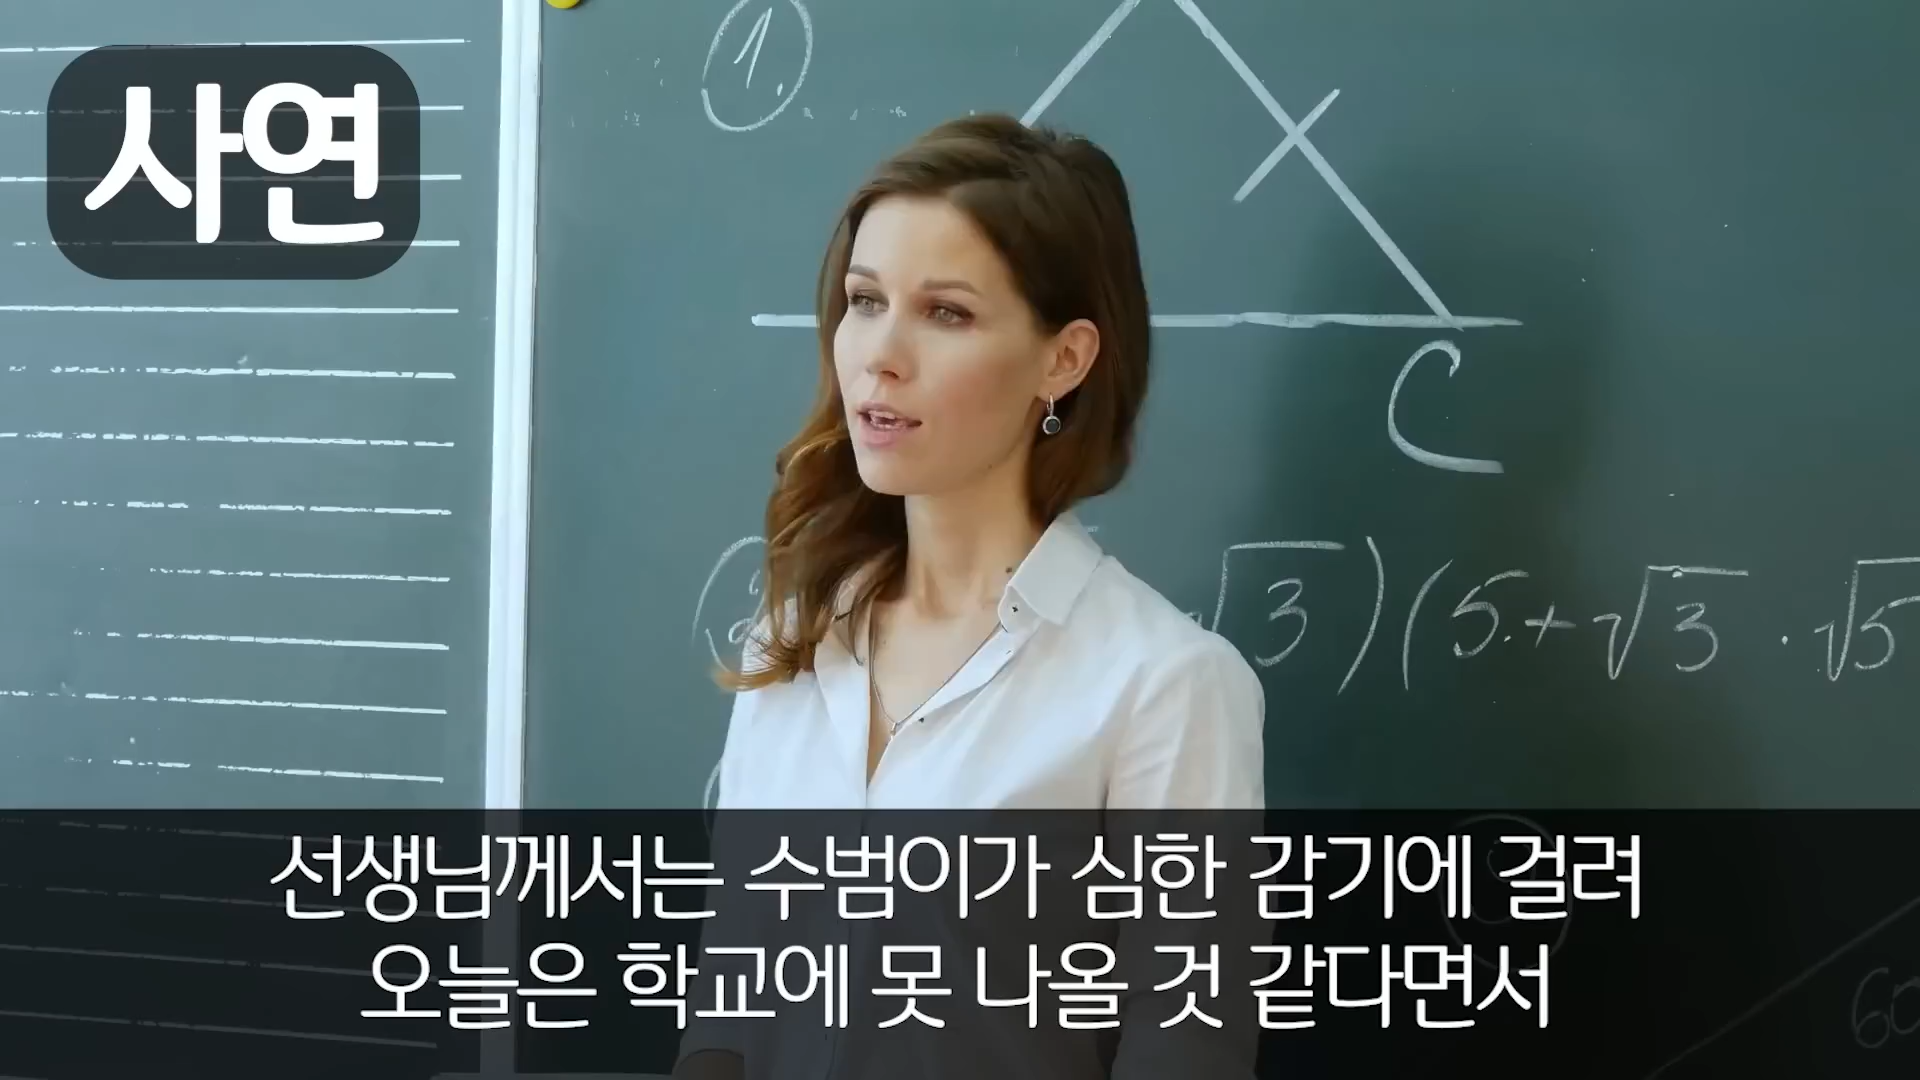 사연
1.
C
√3)(5+√3·√5
선생님께서는 수범이가 심한 감기에 걸려
오늘은 학교에 못 나올 것 같다면서
60